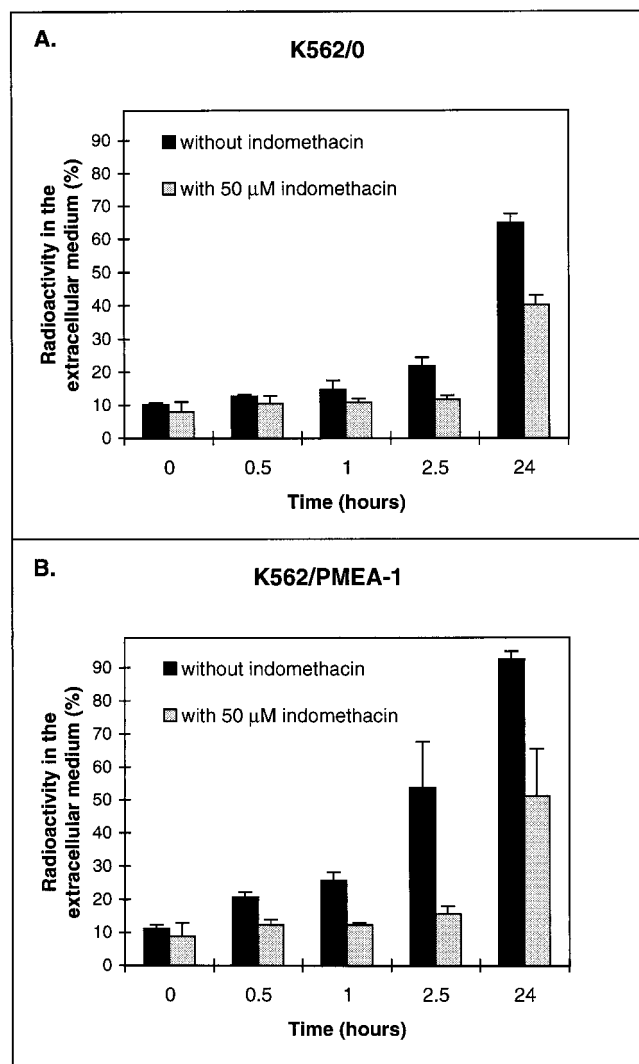 A.
K562/0
without indomethacin
with 50 µM indomethacin
Radioactivity in the
extracellular medium (%)
90
80
70
60
50
40
30
20
10
0
0 0.5 1 2.5 24
Time (hours)
B.
K562/PMEA-1
without indomethacin
with 50 µM indomethacin
Radioactivity in the
extracellular medium (%)
90
80
70
60
50
40
30
20
10
0
0 0.5 1 2.5 24
Time (hours)